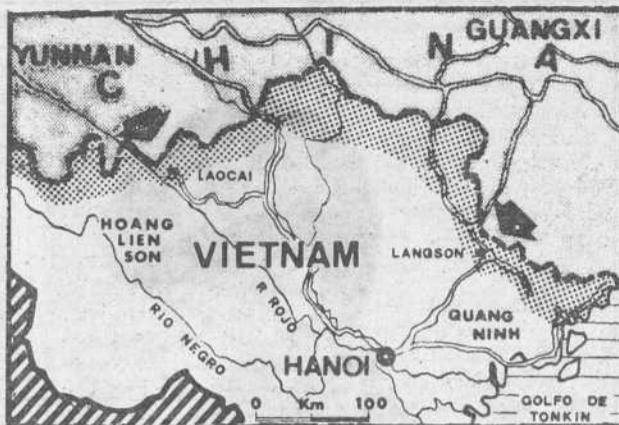 GUANGXI
YUNNAN
C H I N A
LAOCAI
HOANG
LIEN
SON
VIETNAM
LANGSON
R ROJO
RIO NEGRO
QUANG
NINH
HANOI
0 Km 100
GOLFO DE
TONKIN